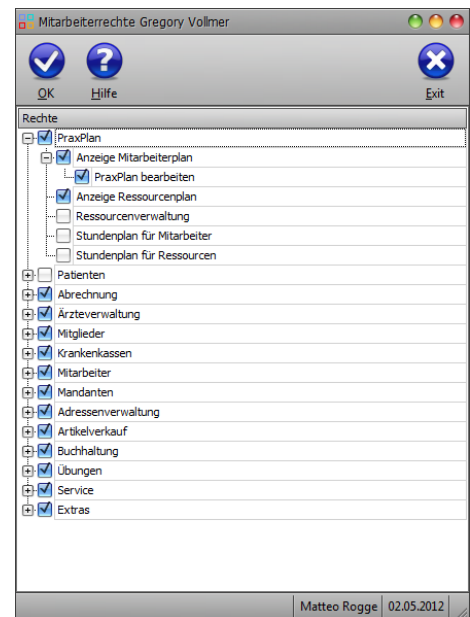 Mitarbeiterrechte Gregory Vollmer
OK Hilfe Exit
Rechte
PraxPlan
Anzeige Mitarbeiterplan
PraxPlan bearbeiten
Anzeige Ressourcenplan
Ressourcenverwaltung
Stundenplan für Mitarbeiter
Stundenplan für Ressourcen
Patienten
Abrechnung
Ärzteverwaltung
Mitglieder
Krankenkassen
Mitarbeiter
Mandanten
Adressenverwaltung
Artikelverkauf
Buchhaltung
Übungen
Service
Extras
Matteo Rogge 02.05.2012